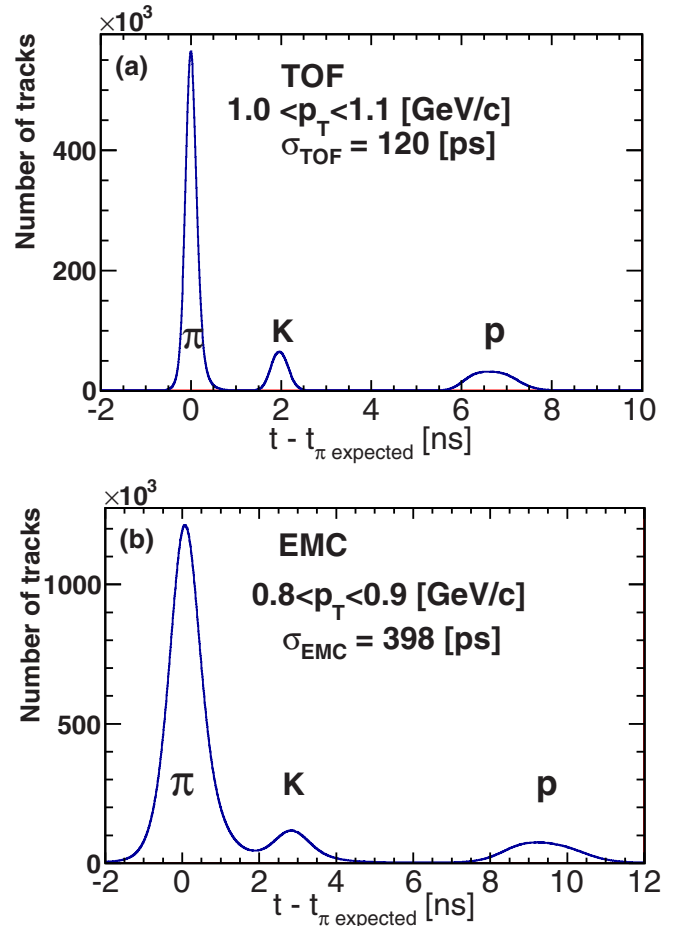 ×10³
(a)
TOF
1.0 <p_T<1.1 [GeV/c]
σ_TOF = 120 [ps]
Number of tracks
400
200
0
π
K
p
-2 0 2 4 6 8 10
t - t_π expected [ns]
×10³
(b)
EMC
0.8<p_T<0.9 [GeV/c]
σ_EMC = 398 [ps]
Number of tracks
1000
500
0
π
K
p
-2 0 2 4 6 8 10 12
t - t_π expected [ns]